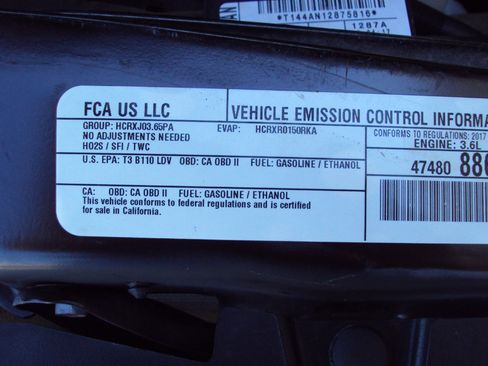 *T144AN12875816*
1287A
FCA US LLC
VEHICLE EMISSION CONTROL INFORMA
GROUP: HCRXJ03.65PA EVAP: HCRXR0150RKA
NO ADJUSTMENTS NEEDED
HO2S / SFI / TWC
CONFORMS TO REGULATIONS: 2017
ENGINE: 3.6L
U.S. EPA: T3 B110 LDV OBD: CA OBD II FUEL: GASOLINE / ETHANOL
47480 880
CA: OBD: CA OBD II FUEL: GASOLINE / ETHANOL
This vehicle conforms to federal regulations and is certified
for sale in California.